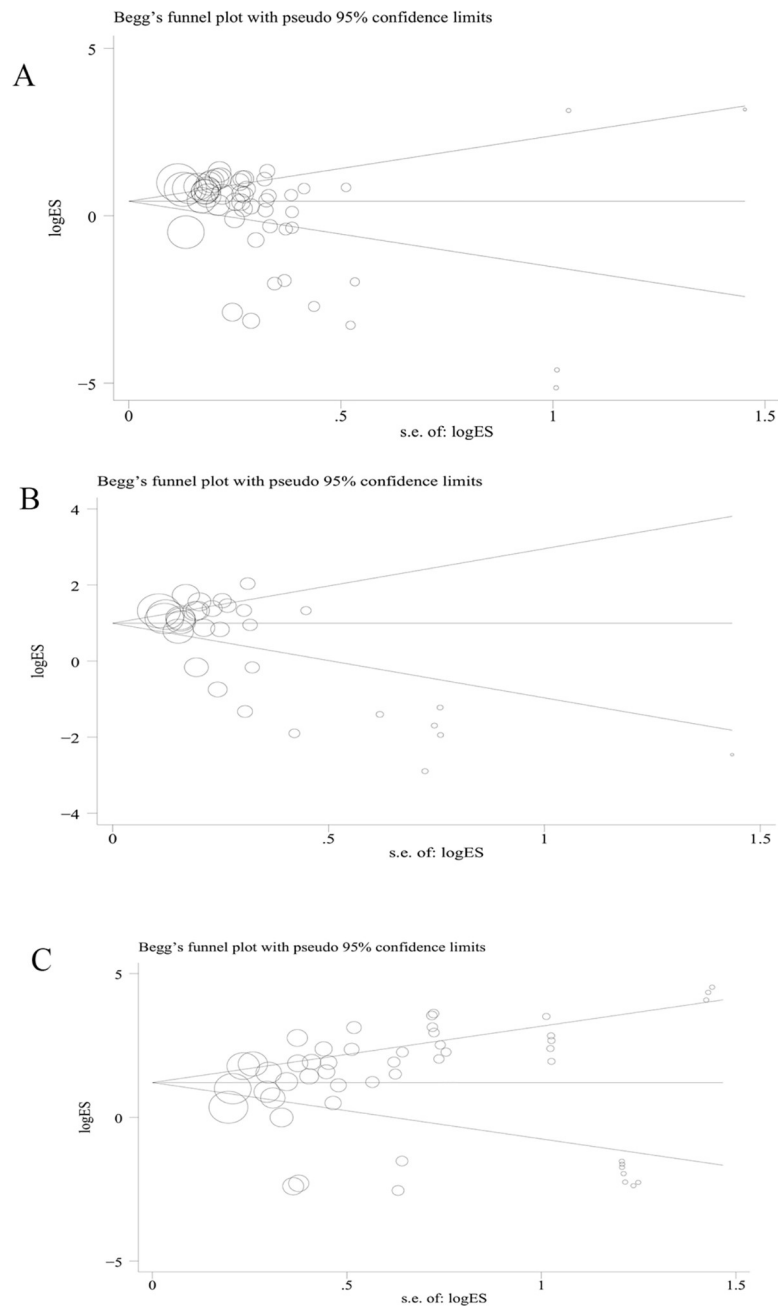 Begg's funnel plot with pseudo 95% confidence limits
A
5
0
−5
logES
0
.5
1
1.5
s.e. of: logES
Begg's funnel plot with pseudo 95% confidence limits
B
4
2
0
−2
−4
logES
0
.5
1
1.5
s.e. of: logES
Begg's funnel plot with pseudo 95% confidence limits
C
5
0
−5
logES
0
.5
1
1.5
s.e. of: logES